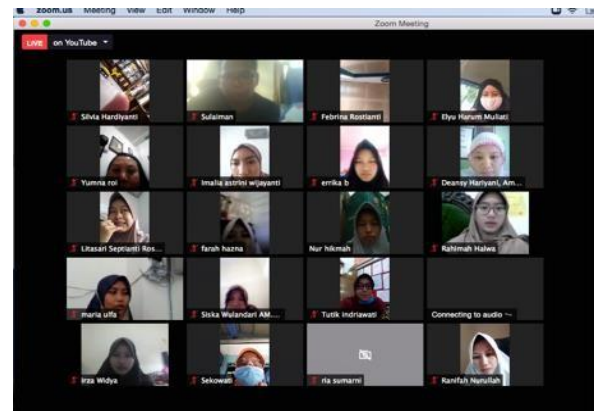 zoom.us Meeting View Edit Window Help
Zoom Meeting
LIVE on YouTube
Silvia Hardiyanti Sulaiman Febrina Rostianti Elyu Harum Muliati
Yumna roi Imalia astrini wijayanti errika b Deansy Hariyani, Am...
Litasari Septianti Ros... farah hazna Nur hikmah Rahimah Halwa
maria ulfa Siska Wulandari AM.... Tutik indriawati Connecting to audio
Irza Widya Sekowati ria sumarni Ranifah Nurullah